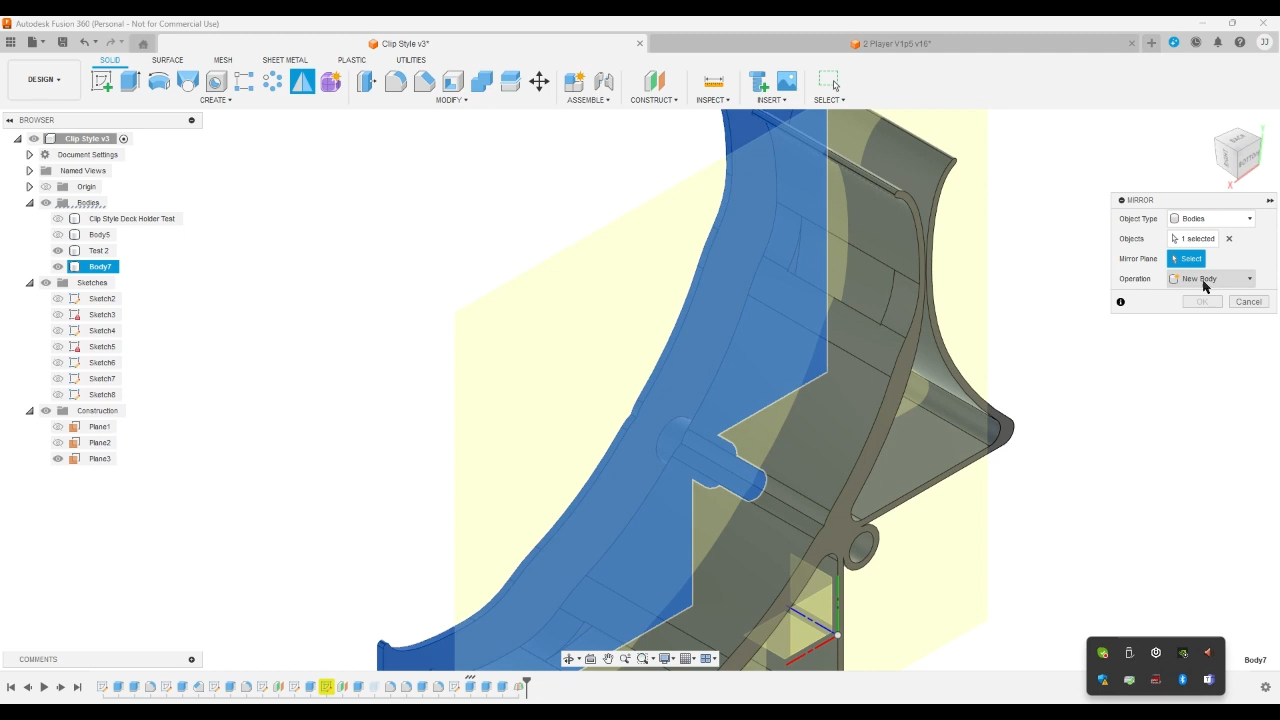 Autodesk Fusion 360 (Personal - Not for Commercial Use)
Clip Style v3*
2 Player V1p5 v16*
JJ
SOLID SURFACE MESH SHEET METAL PLASTIC UTILITIES
DESIGN
CREATE MODIFY ASSEMBLE CONSTRUCT INSPECT INSERT SELECT
BROWSER
Clip Style v3
Document Settings
Named Views
Origin
Bodies
Clip Style Deck Holder Test
Body5
Test 2
Body7
Sketches
Sketch2
Sketch3
Sketch4
Sketch5
Sketch6
Sketch7
Sketch8
Construction
Plane1
Plane2
Plane3
BACK
RIGHT
BOTTOM
Y
X
MIRROR
Object Type Bodies
Objects 1 selected
Mirror Plane Select
Operation New Body
OK Cancel
COMMENTS
Body7